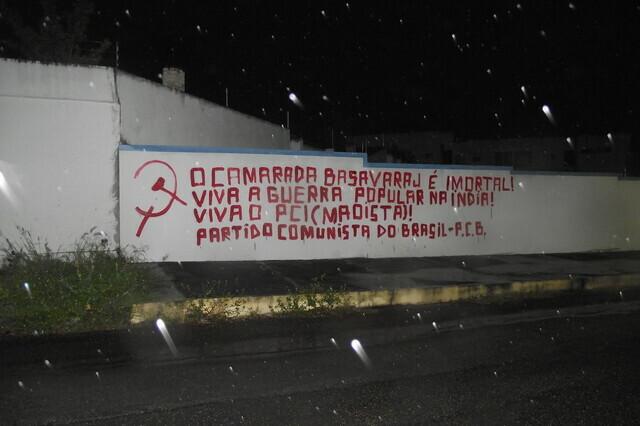 O CAMARADA BASAVARAJ É IMORTAL!
VIVA A GUERRA POPULAR NA ÍNDIA!
VIVA O PCI(MAOISTA)!
PARTIDO COMUNISTA DO BRASIL-P.C.B.